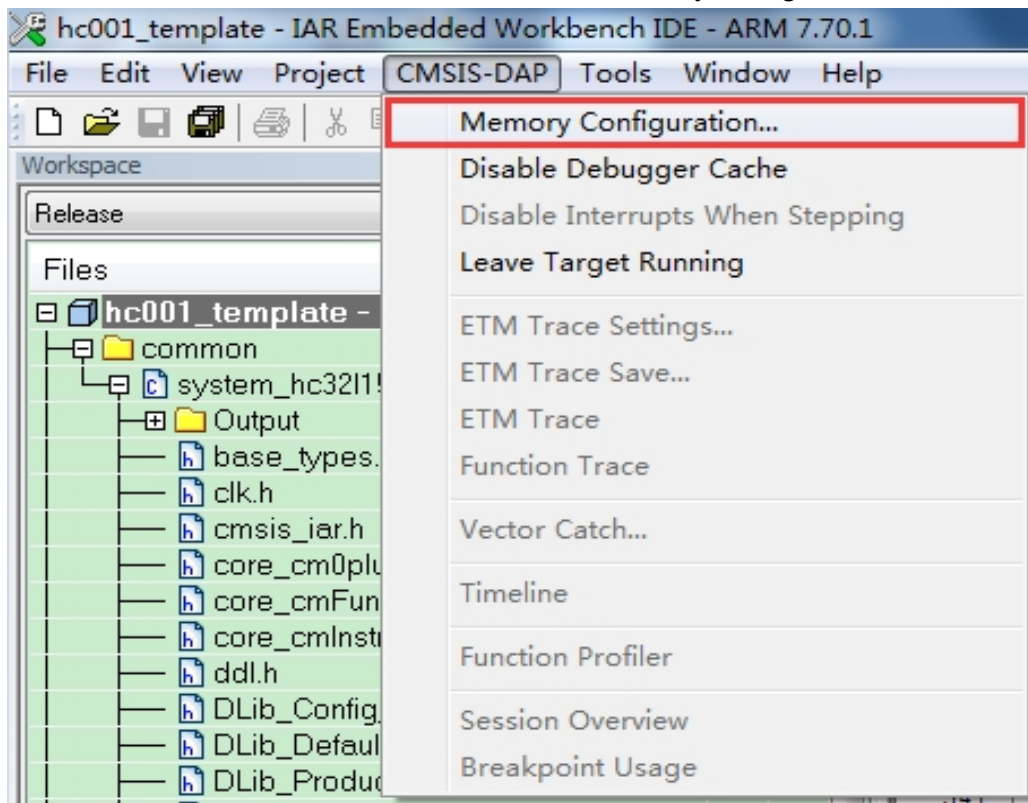 hc001_template - IAR Embedded Workbench IDE - ARM 7.70.1
File Edit View Project CMSIS-DAP Tools Window Help
Workspace
Release
Files
hc001_template -
common
system_hc32l1
Output
base_types.
clk.h
cmsis_iar.h
core_cm0plu
core_cmFun
core_cmInst
ddl.h
DLib_Config
DLib_Defaul
DLib_Produc
Memory Configuration...
Disable Debugger Cache
Disable Interrupts When Stepping
Leave Target Running
ETM Trace Settings...
ETM Trace Save...
ETM Trace
Function Trace
Vector Catch...
Timeline
Function Profiler
Session Overview
Breakpoint Usage